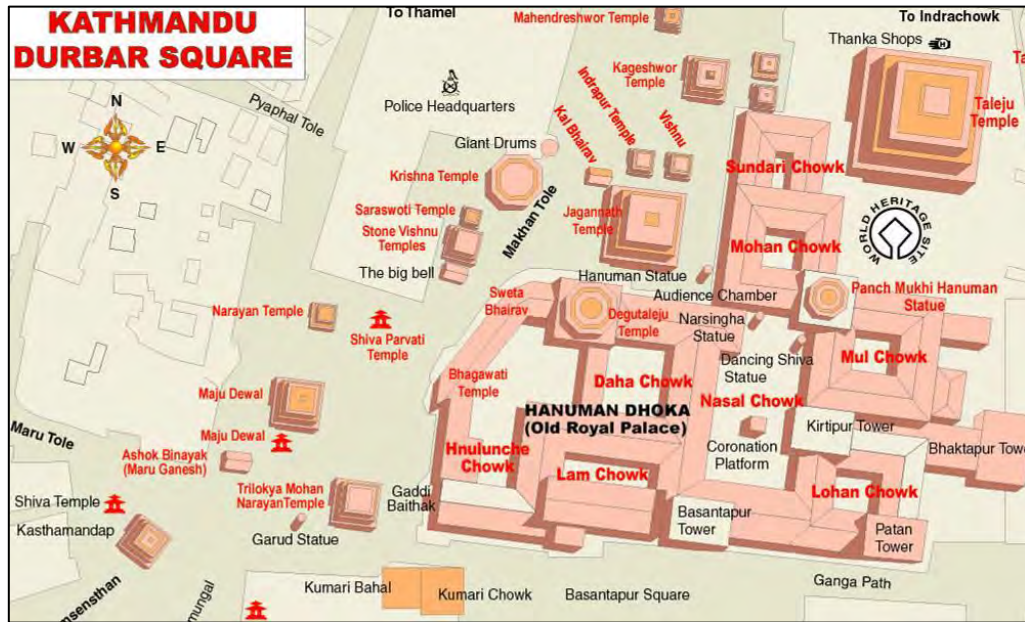 KATHMANDU
DURBAR SQUARE
To Thamel
Mahendreshwor Temple
To Indrachowk
Thanka Shops
Kageshwor
Temple
Taleju
Temple
Pyaphal Tole
N
W
E
S
Police Headquarters
Indrapur Temple
Kal Bhairav
Vishnu
Giant Drums
Krishna Temple
Sundari Chowk
Saraswoti Temple
Stone Vishnu
Temples
The big bell
Makhan Tole
Jagannath
Temple
Mohan Chowk
WORLD HERITAGE SITE
Hanuman Statue
Audience Chamber
Panch Mukhi Hanuman
Statue
Sweta
Bhairav
Degutaleju
Temple
Narsingha
Statue
Narayan Temple
Shiva Parvati
Temple
Dancing Shiva
Statue
Mul Chowk
Bhagawati
Temple
Daha Chowk
Nasal Chowk
Maju Dewal
HANUMAN DHOKA
(Old Royal Palace)
Kirtipur Tower
Maru Tole
Maju Dewal
Ashok Binayak
(Maru Ganesh)
Hnulunche
Chowk
Lam Chowk
Coronation
Platform
Bhaktapur Towe
Trilokya Mohan
NarayanTemple
Gaddi
Baithak
Lohan Chowk
Shiva Temple
Kasthamandap
Garud Statue
Basantapur
Tower
Patan
Tower
Kumari Bahal
Kumari Chowk
Basantapur Square
Ganga Path
msensthan
mungal